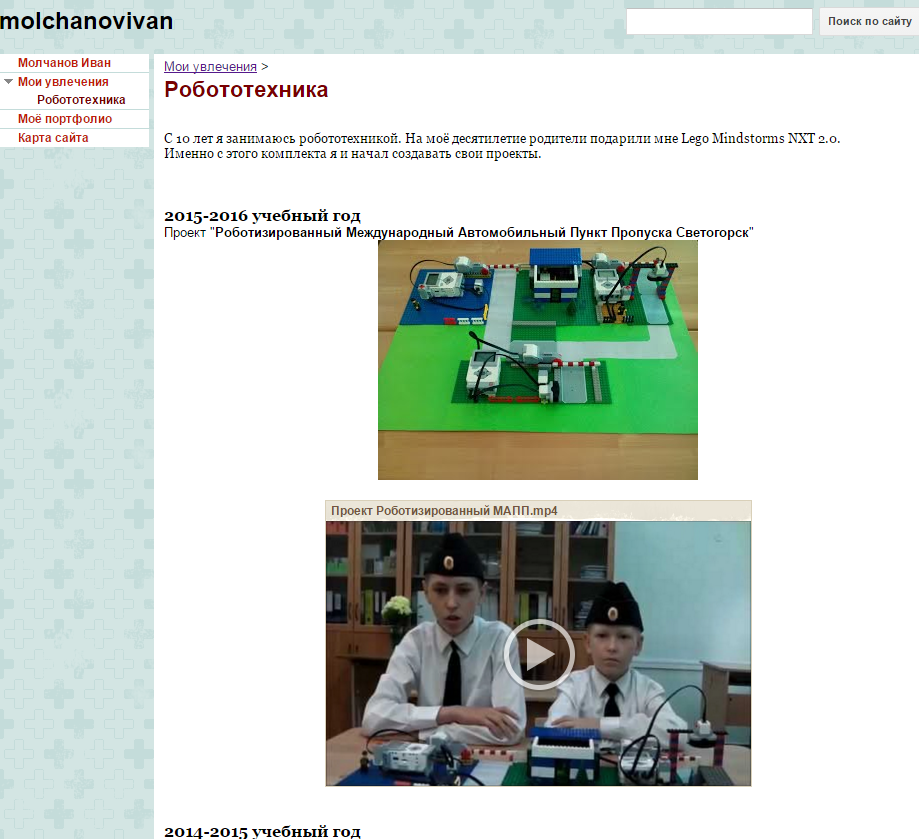 molchanovivan
Поиск по сайту
Молчанов Иван
Мои увлечения
Робототехника
Моё портфолио
Карта сайта
Мои увлечения >
Робототехника
С 10 лет я занимаюсь робототехникой. На моё десятилетие родители подарили мне Lego Mindstorms NXT 2.0.
Именно с этого комплекта я и начал создавать свои проекты.
2015-2016 учебный год
Проект "Роботизированный Международный Автомобильный Пункт Пропуска Светогорск"
Проект Роботизированный МАПП.mp4
2014-2015 учебный год